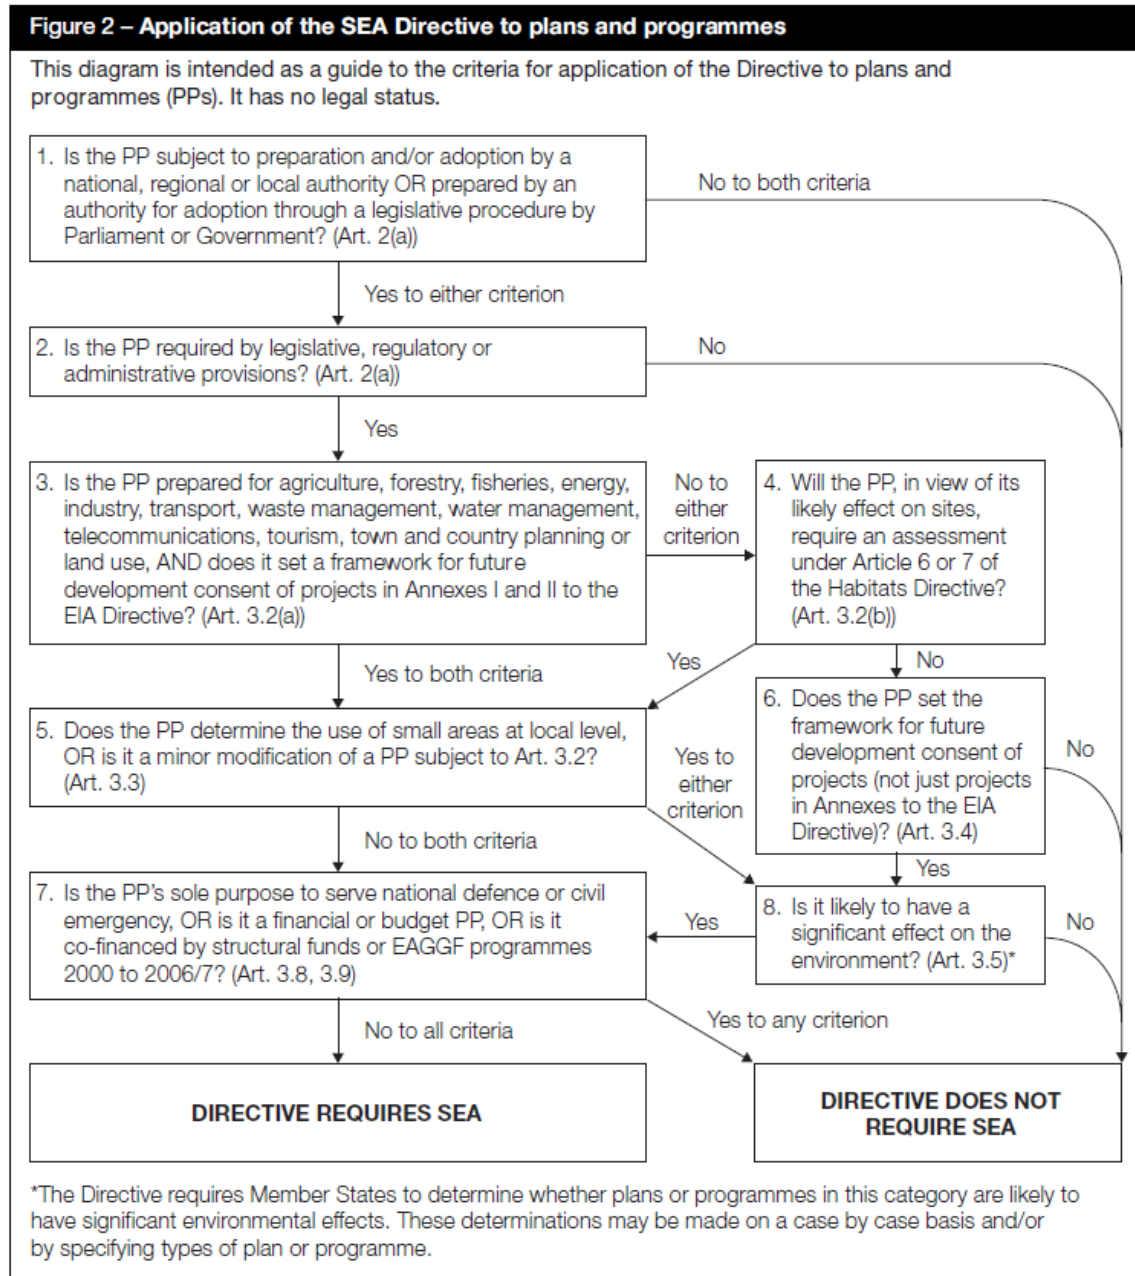 Figure 2 – Application of the SEA Directive to plans and programmes
This diagram is intended as a guide to the criteria for application of the Directive to plans and
programmes (PPs). It has no legal status.
1. Is the PP subject to preparation and/or adoption by a
national, regional or local authority OR prepared by an
authority for adoption through a legislative procedure by
Parliament or Government? (Art. 2(a))
No to both criteria
Yes to either criterion
2. Is the PP required by legislative, regulatory or
administrative provisions? (Art. 2(a))
No
Yes
3. Is the PP prepared for agriculture, forestry, fisheries, energy,
industry, transport, waste management, water management,
telecommunications, tourism, town and country planning or
land use, AND does it set a framework for future
development consent of projects in Annexes I and II to the
EIA Directive? (Art. 3.2(a))
No to
either
criterion
4. Will the PP, in view of its
likely effect on sites,
require an assessment
under Article 6 or 7 of
the Habitats Directive?
(Art. 3.2(b))
Yes to both criteria
Yes
No
5. Does the PP determine the use of small areas at local level,
OR is it a minor modification of a PP subject to Art. 3.2?
(Art. 3.3)
Yes to
either
criterion
6. Does the PP set the
framework for future
development consent of
projects (not just projects
in Annexes to the EIA
Directive)? (Art. 3.4)
No
No to both criteria
Yes
7. Is the PP's sole purpose to serve national defence or civil
emergency, OR is it a financial or budget PP, OR is it
co-financed by structural funds or EAGGF programmes
2000 to 2006/7? (Art. 3.8, 3.9)
Yes
8. Is it likely to have a
significant effect on the
environment? (Art. 3.5)*
No
No to all criteria
Yes to any criterion
DIRECTIVE REQUIRES SEA
DIRECTIVE DOES NOT
REQUIRE SEA
*The Directive requires Member States to determine whether plans or programmes in this category are likely to
have significant environmental effects. These determinations may be made on a case by case basis and/or
by specifying types of plan or programme.